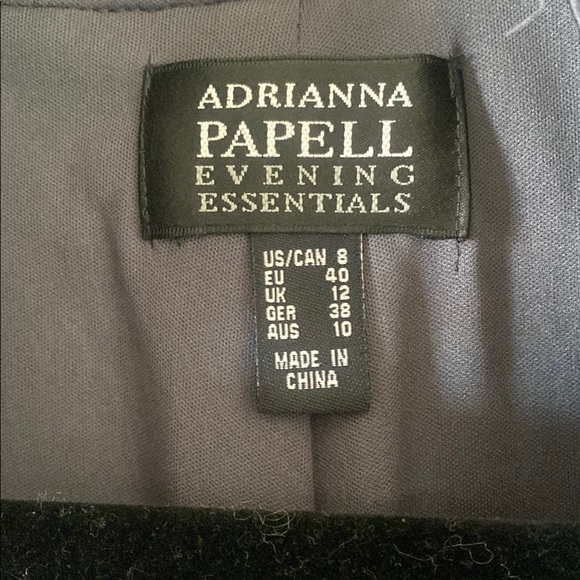 ADRIANNA
PAPELL
EVENING
ESSENTIALS
US/CAN 8
EU 40
UK 12
GER 38
AUS 10
MADE IN
CHINA